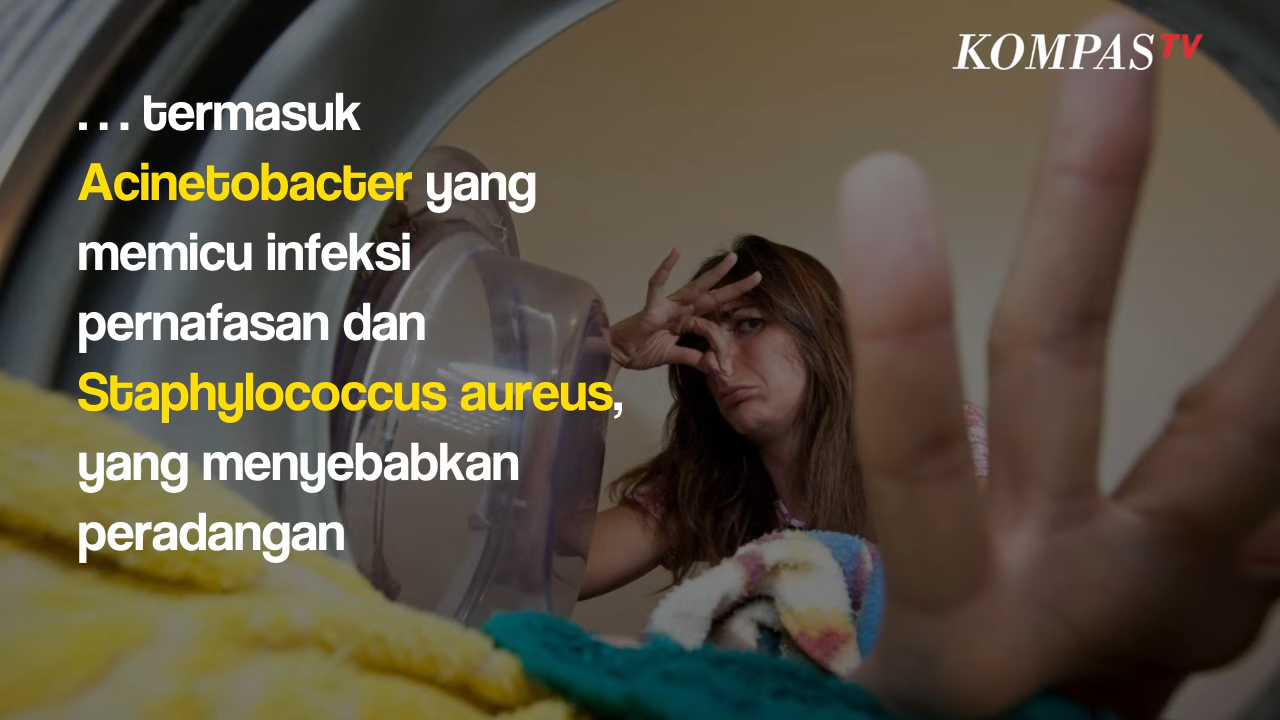 KOMPASTV
... termasuk
Acinetobacter yang
memicu infeksi
pernafasan dan
Staphylococcus aureus,
yang menyebabkan
peradangan